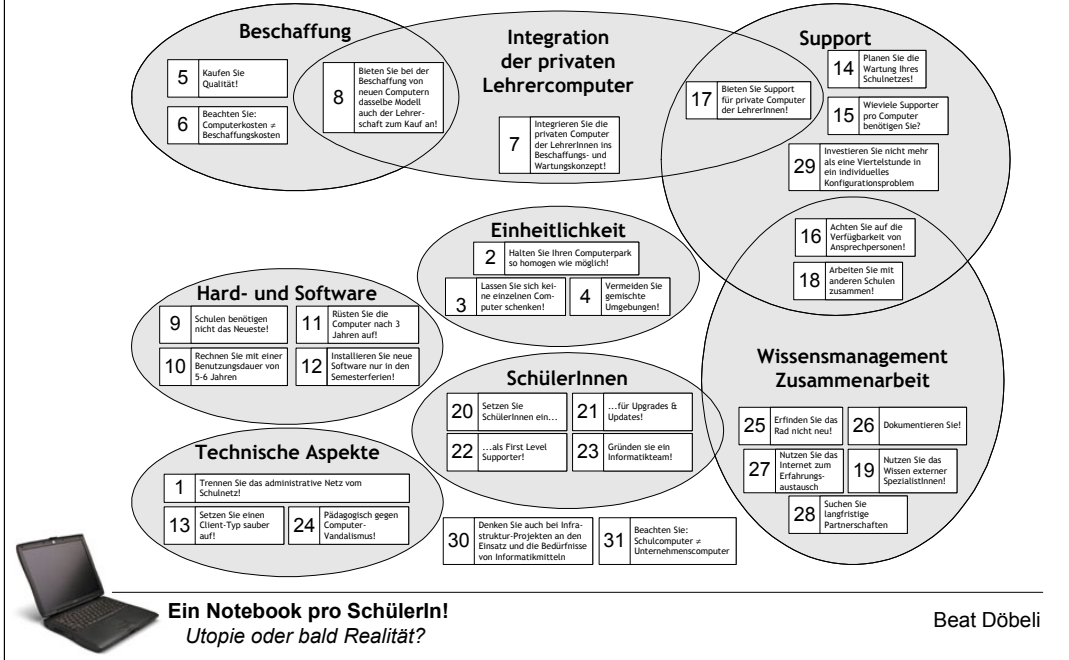 Beschaffung
5
Kaufen Sie
Qualität!
6
Beachten Sie:
Computerkosten ≠
Beschaffungskosten
8
Bieten Sie bei der
Beschaffung von
neuen Computern
dasselbe Modell
auch der Lehrer-
schaft zum Kauf an!
Integration
der privaten
Lehrercomputer
7
Integrieren Sie die
privaten Computer
der LehrerInnen ins
Beschaffungs- und
Wartungskonzept!
17
Bieten Sie Support
für private Computer
der LehrerInnen!
Support
14
Planen Sie die
Wartung Ihres
Schulnetzes!
15
Wieviele Supporter
pro Computer
benötigen Sie?
29
Investieren Sie nicht mehr
als eine Viertelstunde in
ein individuelles
Konfigurationsproblem
16
Achten Sie auf die
Verfügbarkeit von
Ansprechpersonen!
18
Arbeiten Sie mit
anderen Schulen
zusammen!
Einheitlichkeit
2
Halten Sie Ihren Computerpark
so homogen wie möglich!
3
Lassen Sie sich kei-
ne einzelnen Com-
puter schenken!
4
Vermeiden Sie
gemischte
Umgebungen!
Hard- und Software
9
Schulen benötigen
nicht das Neueste!
11
Rüsten Sie die
Computer nach 3
Jahren auf!
10
Rechnen Sie mit einer
Benutzungsdauer von
5-6 Jahren
12
Installieren Sie neue
Software nur in den
Semesterferien!
SchülerInnen
20
Setzen Sie
SchülerInnen ein...
21
...für Upgrades &
Updates!
22
...als First Level
Supporter!
23
Gründen sie ein
Informatikteam!
Wissensmanagement
Zusammenarbeit
25
Erfinden Sie das
Rad nicht neu!
26
Dokumentieren Sie!
27
Nutzen Sie das
Internet zum
Erfahrungs-
austausch
19
Nutzen Sie das
Wissen externer
SpezialistInnen!
28
Suchen Sie
langfristige
Partnerschaften
Technische Aspekte
1
Trennen Sie das administrative Netz vom
Schulnetz!
13
Setzen Sie einen
Client-Typ sauber
auf!
24
Pädagogisch gegen
Computer-
Vandalismus!
30
Denken Sie auch bei Infra-
struktur-Projekten an den
Einsatz und die Bedürfnisse
von Informatikmitteln
31
Beachten Sie:
Schulcomputer ≠
Unternehmenscomputer
Ein Notebook pro SchülerIn!
Utopie oder bald Realität?
Beat Döbeli